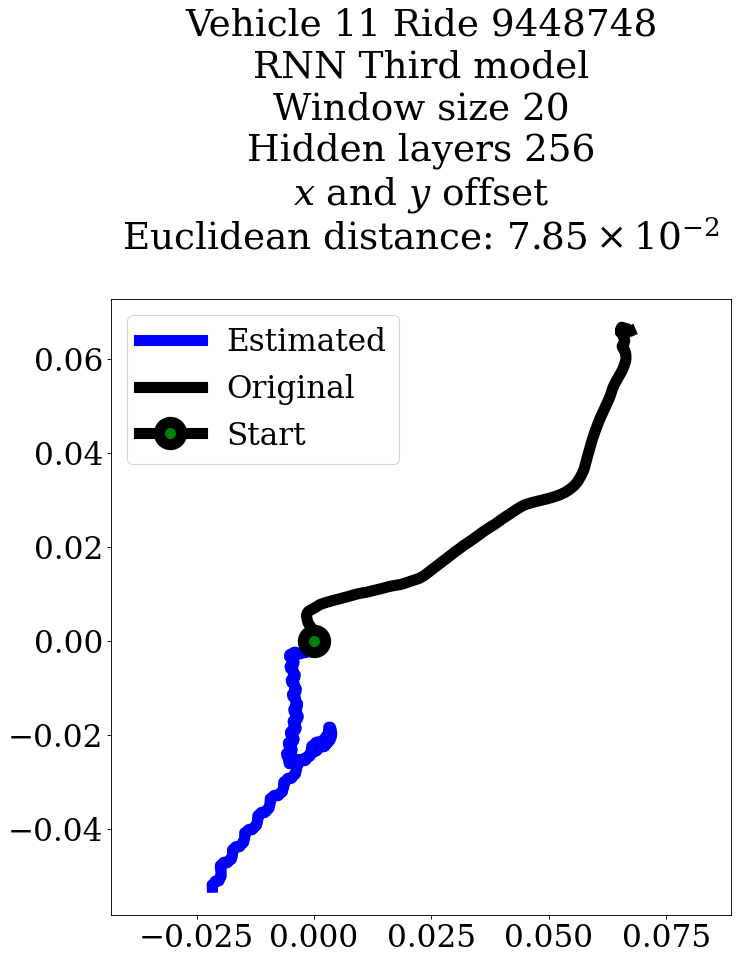 Vehicle 11 Ride 9448748
RNN Third model
Window size 20
Hidden layers 256
x and y offset
Euclidean distance: 7.85 × 10⁻²
Estimated
Original
Start
0.06
0.04
0.02
0.00
−0.02
−0.04
−0.025 0.000 0.025 0.050 0.075